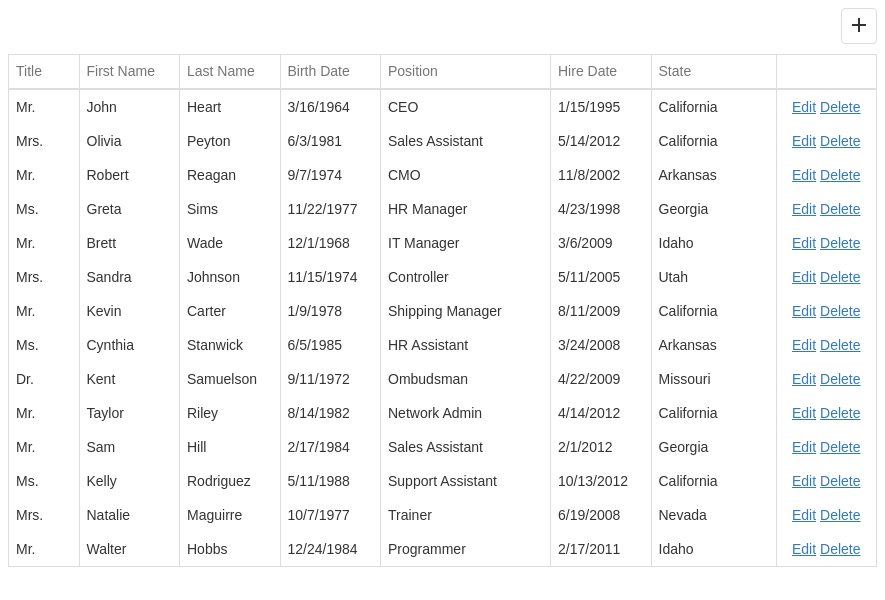 Title First Name Last Name Birth Date Position Hire Date State
Mr. John Heart 3/16/1964 CEO 1/15/1995 California Edit Delete
Mrs. Olivia Peyton 6/3/1981 Sales Assistant 5/14/2012 California Edit Delete
Mr. Robert Reagan 9/7/1974 CMO 11/8/2002 Arkansas Edit Delete
Ms. Greta Sims 11/22/1977 HR Manager 4/23/1998 Georgia Edit Delete
Mr. Brett Wade 12/1/1968 IT Manager 3/6/2009 Idaho Edit Delete
Mrs. Sandra Johnson 11/15/1974 Controller 5/11/2005 Utah Edit Delete
Mr. Kevin Carter 1/9/1978 Shipping Manager 8/11/2009 California Edit Delete
Ms. Cynthia Stanwick 6/5/1985 HR Assistant 3/24/2008 Arkansas Edit Delete
Dr. Kent Samuelson 9/11/1972 Ombudsman 4/22/2009 Missouri Edit Delete
Mr. Taylor Riley 8/14/1982 Network Admin 4/14/2012 California Edit Delete
Mr. Sam Hill 2/17/1984 Sales Assistant 2/1/2012 Georgia Edit Delete
Ms. Kelly Rodriguez 5/11/1988 Support Assistant 10/13/2012 California Edit Delete
Mrs. Natalie Maguirre 10/7/1977 Trainer 6/19/2008 Nevada Edit Delete
Mr. Walter Hobbs 12/24/1984 Programmer 2/17/2011 Idaho Edit Delete